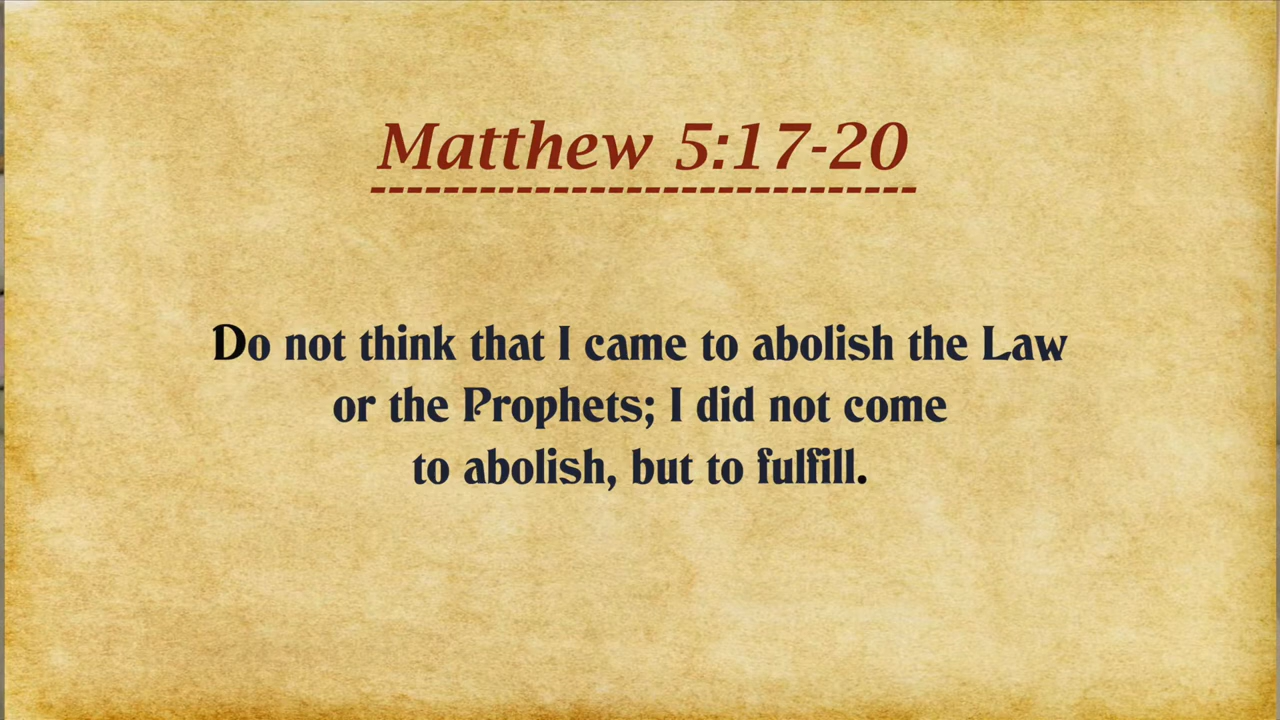 Matthew 5:17-20
Do not think that I came to abolish the Law
or the Prophets; I did not come
to abolish, but to fulfill.